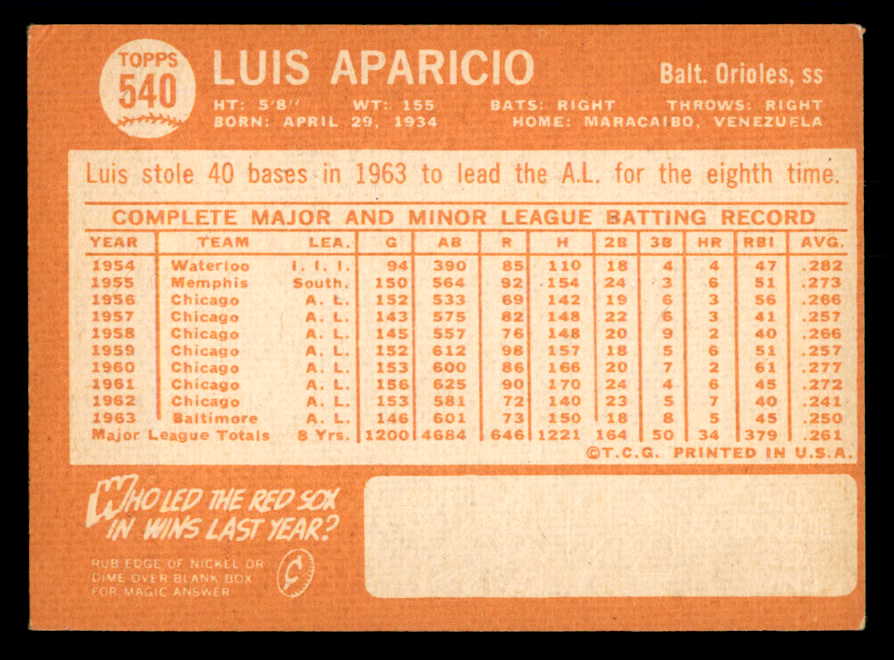 TOPPS
540
LUIS APARICIO
Balt. Orioles, ss
HT: 5'8" WT: 155 BATS: RIGHT THROWS: RIGHT
BORN: APRIL 29, 1934 HOME: MARACAIBO, VENEZUELA
Luis stole 40 bases in 1963 to lead the A.L. for the eighth time.
COMPLETE MAJOR AND MINOR LEAGUE BATTING RECORD
YEAR TEAM LEA. G AB R H 2B 3B HR RBI AVG.
1954 Waterloo I. I. I. 94 390 85 110 18 4 4 47 .282
1955 Memphis South. 150 564 92 154 24 3 6 51 .273
1956 Chicago A. L. 152 533 69 142 19 6 3 56 .266
1957 Chicago A. L. 143 575 82 148 22 6 3 41 .257
1958 Chicago A. L. 145 557 76 148 20 9 2 40 .266
1959 Chicago A. L. 152 612 98 157 18 5 6 51 .257
1960 Chicago A. L. 153 600 86 166 20 7 2 61 .277
1961 Chicago A. L. 156 625 90 170 24 4 6 45 .272
1962 Chicago A. L. 153 581 72 140 23 5 7 40 .241
1963 Baltimore A. L. 146 601 73 150 18 8 5 45 .250
Major League Totals 8 Yrs. 1200 4684 646 1221 164 50 34 379 .261
©T.C.G. PRINTED IN U.S.A.
WHO LED THE RED SOX
IN WINS LAST YEAR?
RUB EDGE OF NICKEL OR
DIME OVER BLANK BOX
FOR MAGIC ANSWER
¢